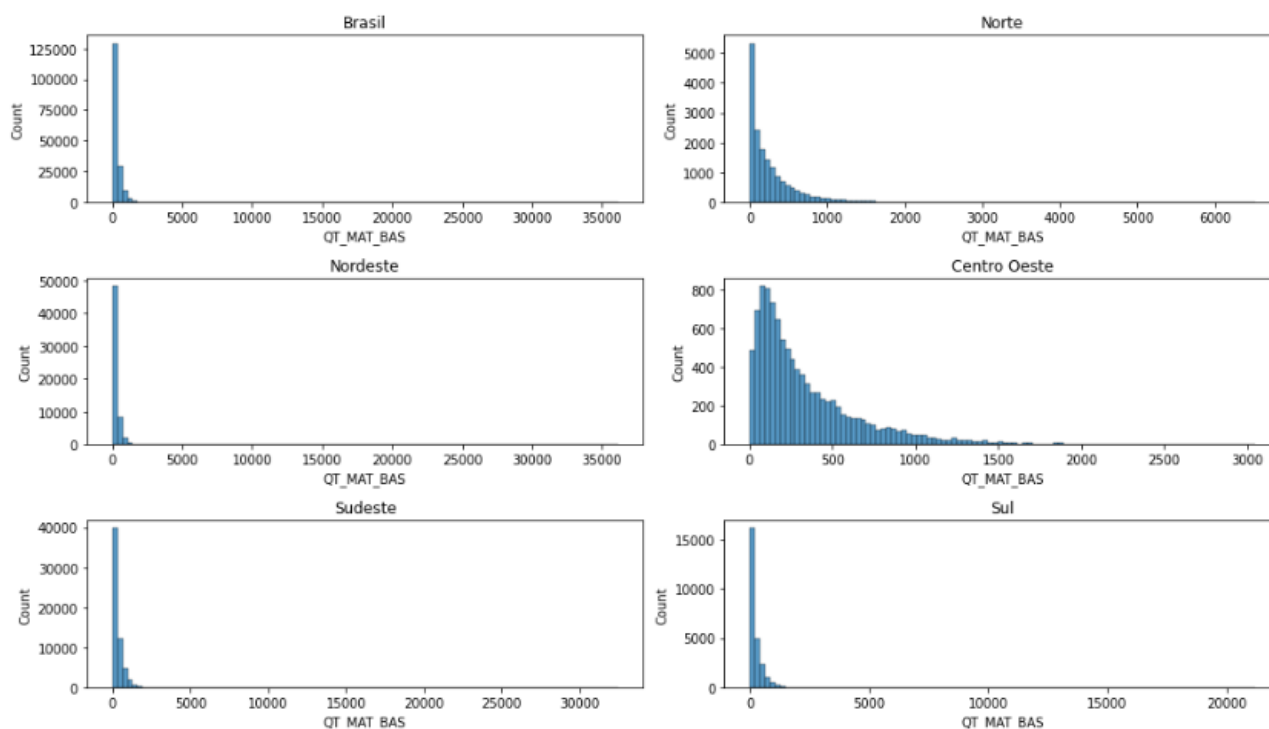 Brasil
125000
100000
75000
50000
25000
0
Count
0 5000 10000 15000 20000 25000 30000 35000
QT_MAT_BAS
Norte
5000
4000
3000
2000
1000
0
Count
0 1000 2000 3000 4000 5000 6000
QT_MAT_BAS
Nordeste
50000
40000
30000
20000
10000
0
Count
0 5000 10000 15000 20000 25000 30000 35000
QT_MAT_BAS
Centro Oeste
800
600
400
200
0
Count
0 500 1000 1500 2000 2500 3000
QT_MAT_BAS
Sudeste
40000
30000
20000
10000
0
Count
0 5000 10000 15000 20000 25000 30000
QT_MAT_BAS
Sul
15000
10000
5000
0
Count
0 5000 10000 15000 20000
QT_MAT_BAS